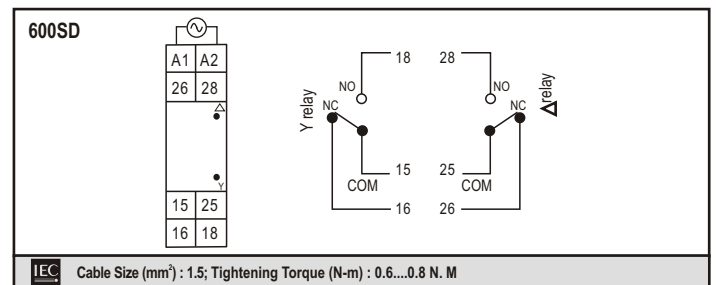 600SD
A1 A2
26 28
△
Y
15 25
16 18
Y relay
NO
NC
COM
18
15
16
28
25
26
NO
NC
COM
△relay
IEC Cable Size (mm²) : 1.5; Tightening Torque (N-m) : 0.6....0.8 N. M